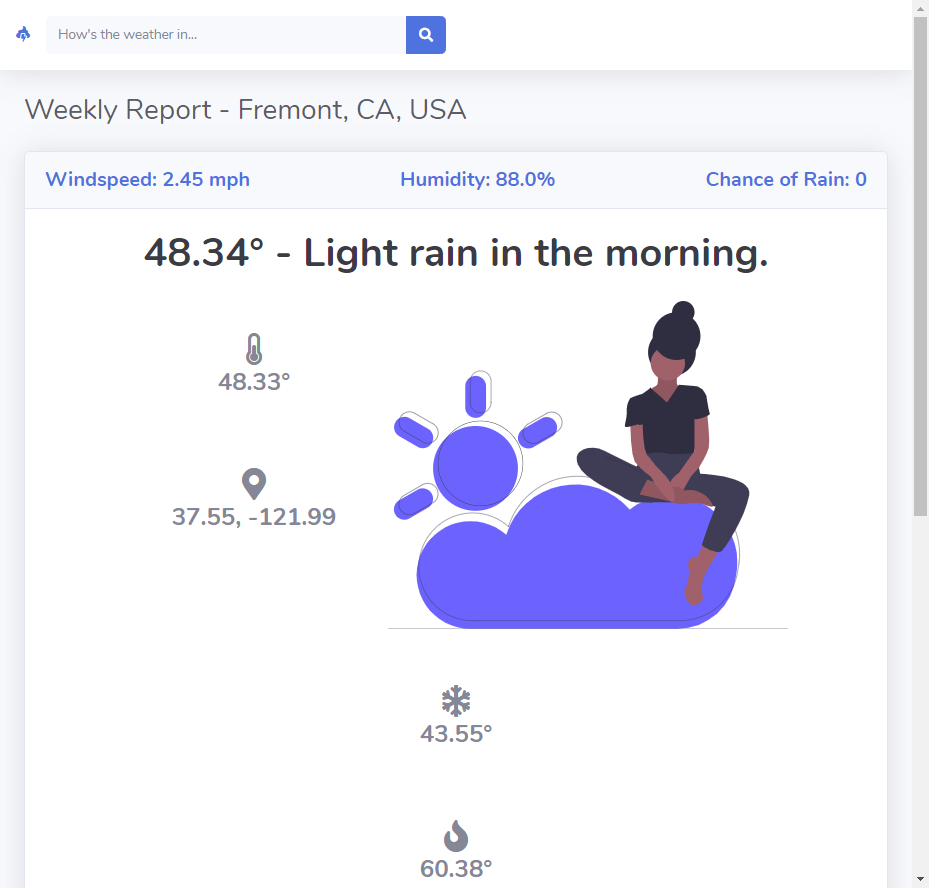 How's the weather in...
Weekly Report - Fremont, CA, USA
Windspeed: 2.45 mph
Humidity: 88.0%
Chance of Rain: 0
48.34° - Light rain in the morning.
48.33°
37.55, -121.99
43.55°
60.38°